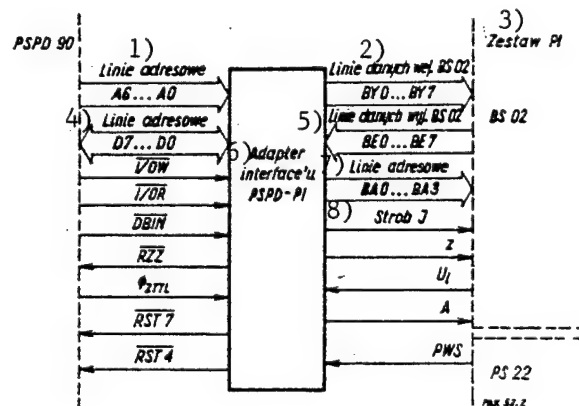 PSPD 90
1)
2)
3)
Zestaw PI
Linie adresowe
A6...A0
Linie danych wej. BS 02
BY0...BY7
4)
Linie adresowe
D7...D0
5)
Linie danych wyj. BS 02
BE0...BE7
BS 02
6)
Adapter
interface'u
PSPD-PI
Linie adresowe
BA0...BA3
I/OW
I/OR
DBIN
RZZ
Φ2TTL
RST 7
RST 4
8)
Strob J
z
U_l
A
PWS
PS 22